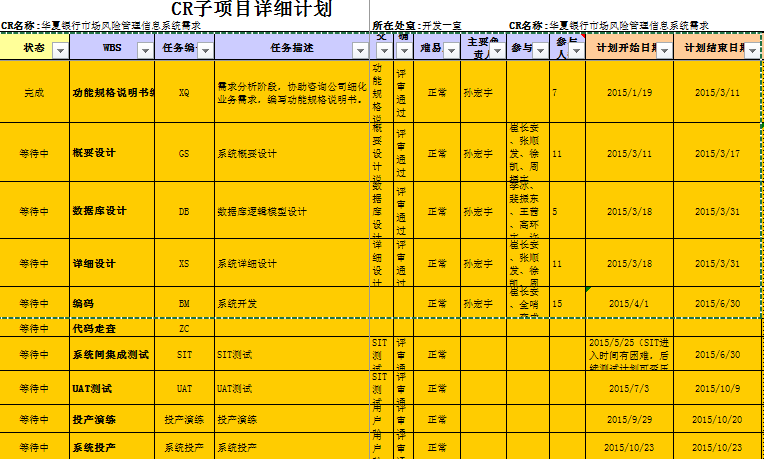 CR子项目详细计划
CR名称:华夏银行市场风险管理信息系统需求 所在处室:开发一室 CR名称:华夏银行市场风险管理信息系统需求
状态 WBS 任务编 任务描述 难易 主要负责人 参与 参与人 计划开始日期 计划结束日期
完成 功能规格说明书 XQ 需求分析阶段，协助咨询公司细化业务需求，编写功能规格说明书。 功能规格说 评审通过 正常 孙宏宇 7 2015/1/19 2015/3/11
等待中 概要设计 GS 系统概要设计 概要设计说 评审通过 正常 孙宏宇 崔长安、张顺发、徐凯、周 11 2015/3/11 2015/3/17
等待中 数据库设计 DB 数据库逻辑模型设计 数据库设计 评审通过 正常 孙宏宇 李冰、裴振东、王茜、高环宇 5 2015/3/18 2015/3/31
等待中 详细设计 XS 系统详细设计 详细设计 评审通过 正常 孙宏宇 崔长安、张顺发、徐凯、周 11 2015/3/18 2015/3/31
等待中 编码 BM 系统开发 正常 孙宏宇 崔长安、金哨 15 2015/4/1 2015/6/30
等待中 代码走查 ZC
等待中 系统间集成测试 SIT SIT测试 SIT测试 评审通 正常 2015/5/25（SIT进入时间有困难，后续测试计划可要压 2015/6/30
等待中 UAT测试 UAT UAT测试 SIT测试 评审通 正常 2015/7/3 2015/10/9
等待中 投产演练 投产演练 投产演练 用户 评审 正常 2015/9/29 2015/10/20
等待中 系统投产 系统投产 系统投产 用户 评审 正常 2015/10/23 2015/10/23